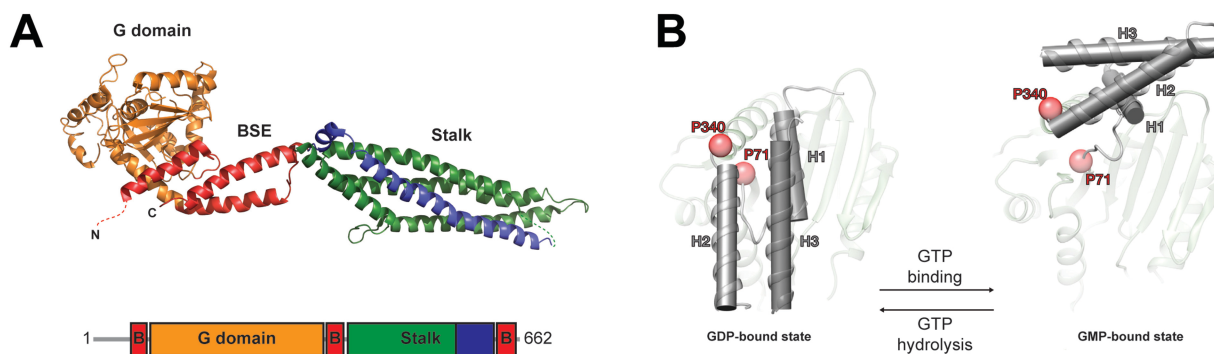 A
G domain
BSE
Stalk
N
C
1
B
G domain
B
Stalk
B
662
B
P340
P71
H1
H2
H3
GDP-bound state
GTP
binding
GTP
hydrolysis
H3
P340
H2
H1
P71
GMP-bound state